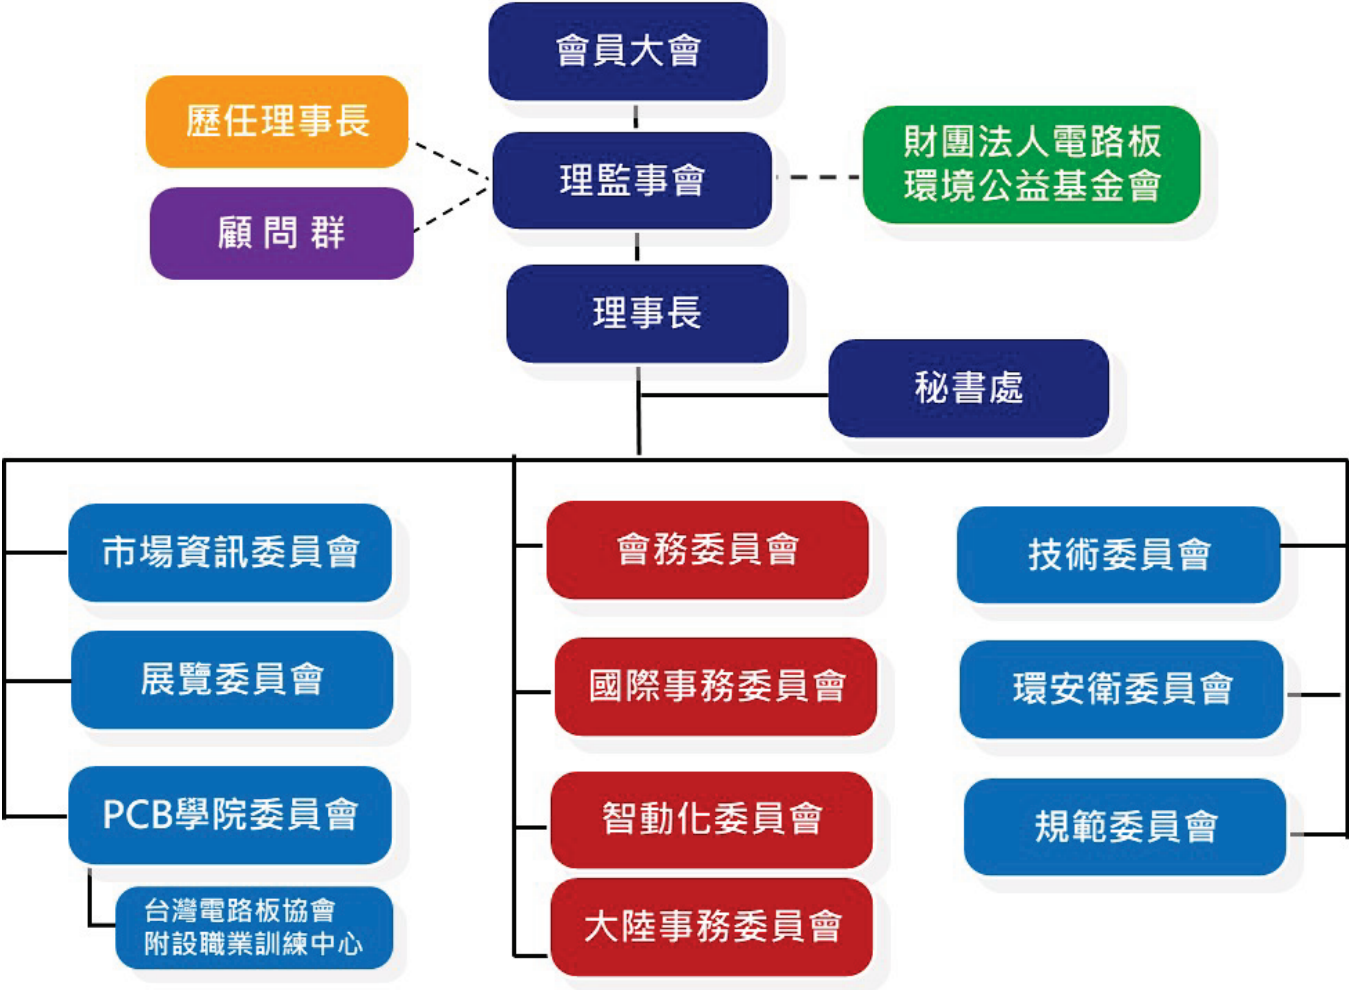 會員大會
歷任理事長
理監事會
財團法人電路板
環境公益基金會
顧問群
理事長
秘書處
市場資訊委員會
展覽委員會
PCB學院委員會
台灣電路板協會
附設職業訓練中心
會務委員會
國際事務委員會
智動化委員會
大陸事務委員會
技術委員會
環安衛委員會
規範委員會